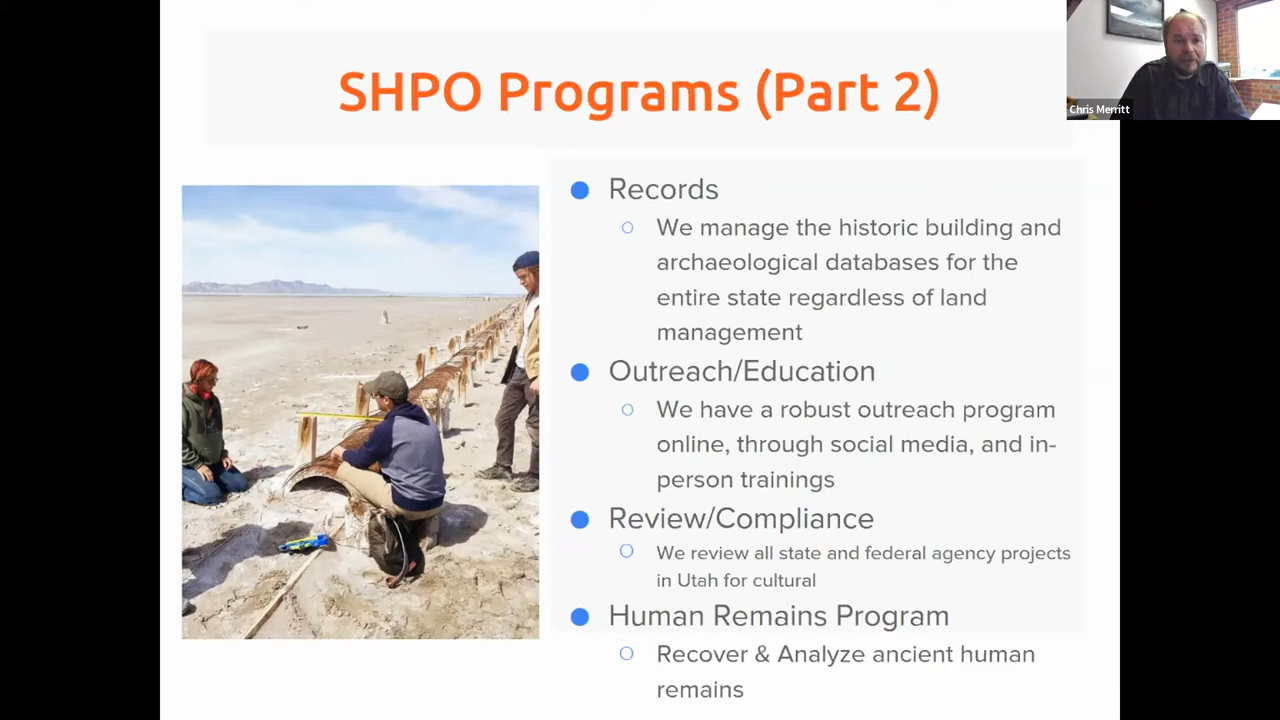 SHPO Programs (Part 2)
Chris Merritt
Records
We manage the historic building and
archaeological databases for the
entire state regardless of land
management
Outreach/Education
We have a robust outreach program
online, through social media, and in-
person trainings
Review/Compliance
We review all state and federal agency projects
in Utah for cultural
Human Remains Program
Recover & Analyze ancient human
remains